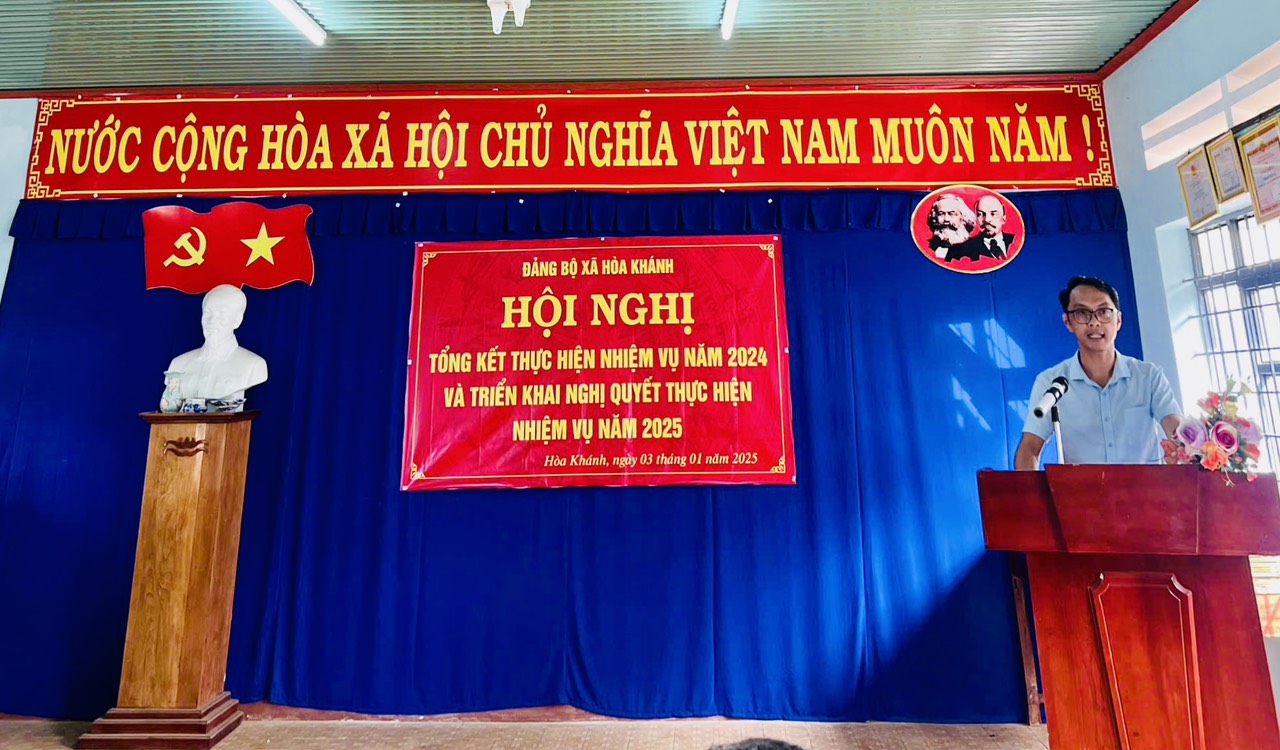 NƯỚC CỘNG HÒA XÃ HỘI CHỦ NGHĨA VIỆT NAM MUÔN NĂM !
ĐẢNG BỘ XÃ HÒA KHÁNH
HỘI NGHỊ
TỔNG KẾT THỰC HIỆN NHIỆM VỤ NĂM 2024
VÀ TRIỂN KHAI NGHỊ QUYẾT THỰC HIỆN
NHIỆM VỤ NĂM 2025
Hòa Khánh, ngày 03 tháng 01 năm 2025